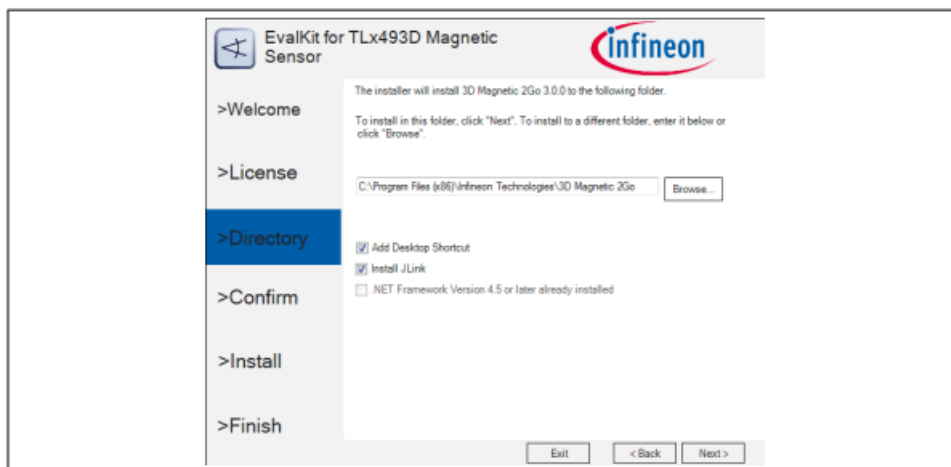 EvalKit for TLx493D Magnetic
Sensor
infineon
>Welcome
>License
>Directory
>Confirm
>Install
>Finish
The installer will install 3D Magnetic 2Go 3.0.0 to the following folder.
To install in this folder, click "Next". To install to a different folder, enter it below or
click "Browse".
C:\Program Files (x86)\Infineon Technologies\3D Magnetic 2Go
Browse...
Add Desktop Shortcut
Install JLink
.NET Framework Version 4.5 or later already installed
Exit
< Back
Next >